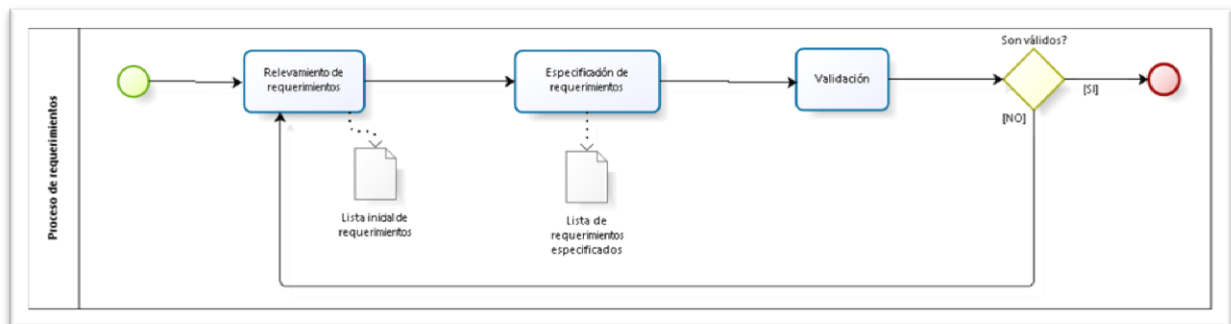 Proceso de requerimientos
Relevamiento de
requerimientos
Especificación de
requerimientos
Validación
Son válidos?
[SI]
[NO]
Lista inicial de
requerimientos
Lista de
requerimientos
especificados